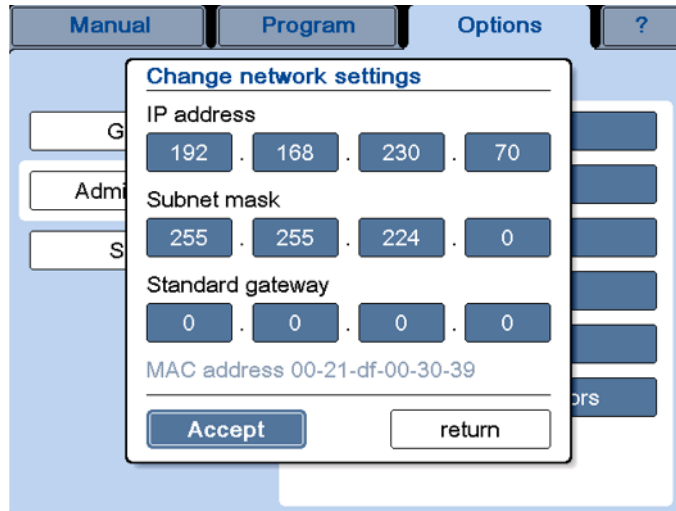 Manual Program Options ?
Change network settings
IP address
192 . 168 . 230 . 70
Subnet mask
255 . 255 . 224 . 0
Standard gateway
0 . 0 . 0 . 0
MAC address 00-21-df-00-30-39
Accept return